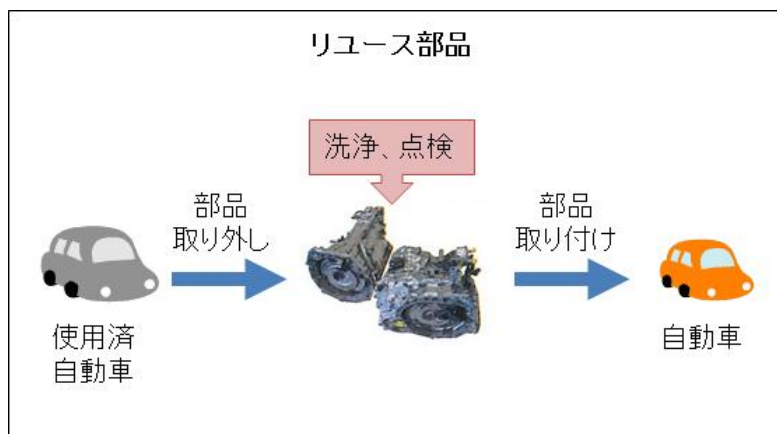 リユース部品
洗浄、点検
部品
取り外し
部品
取り付け
使用済
自動車
自動車